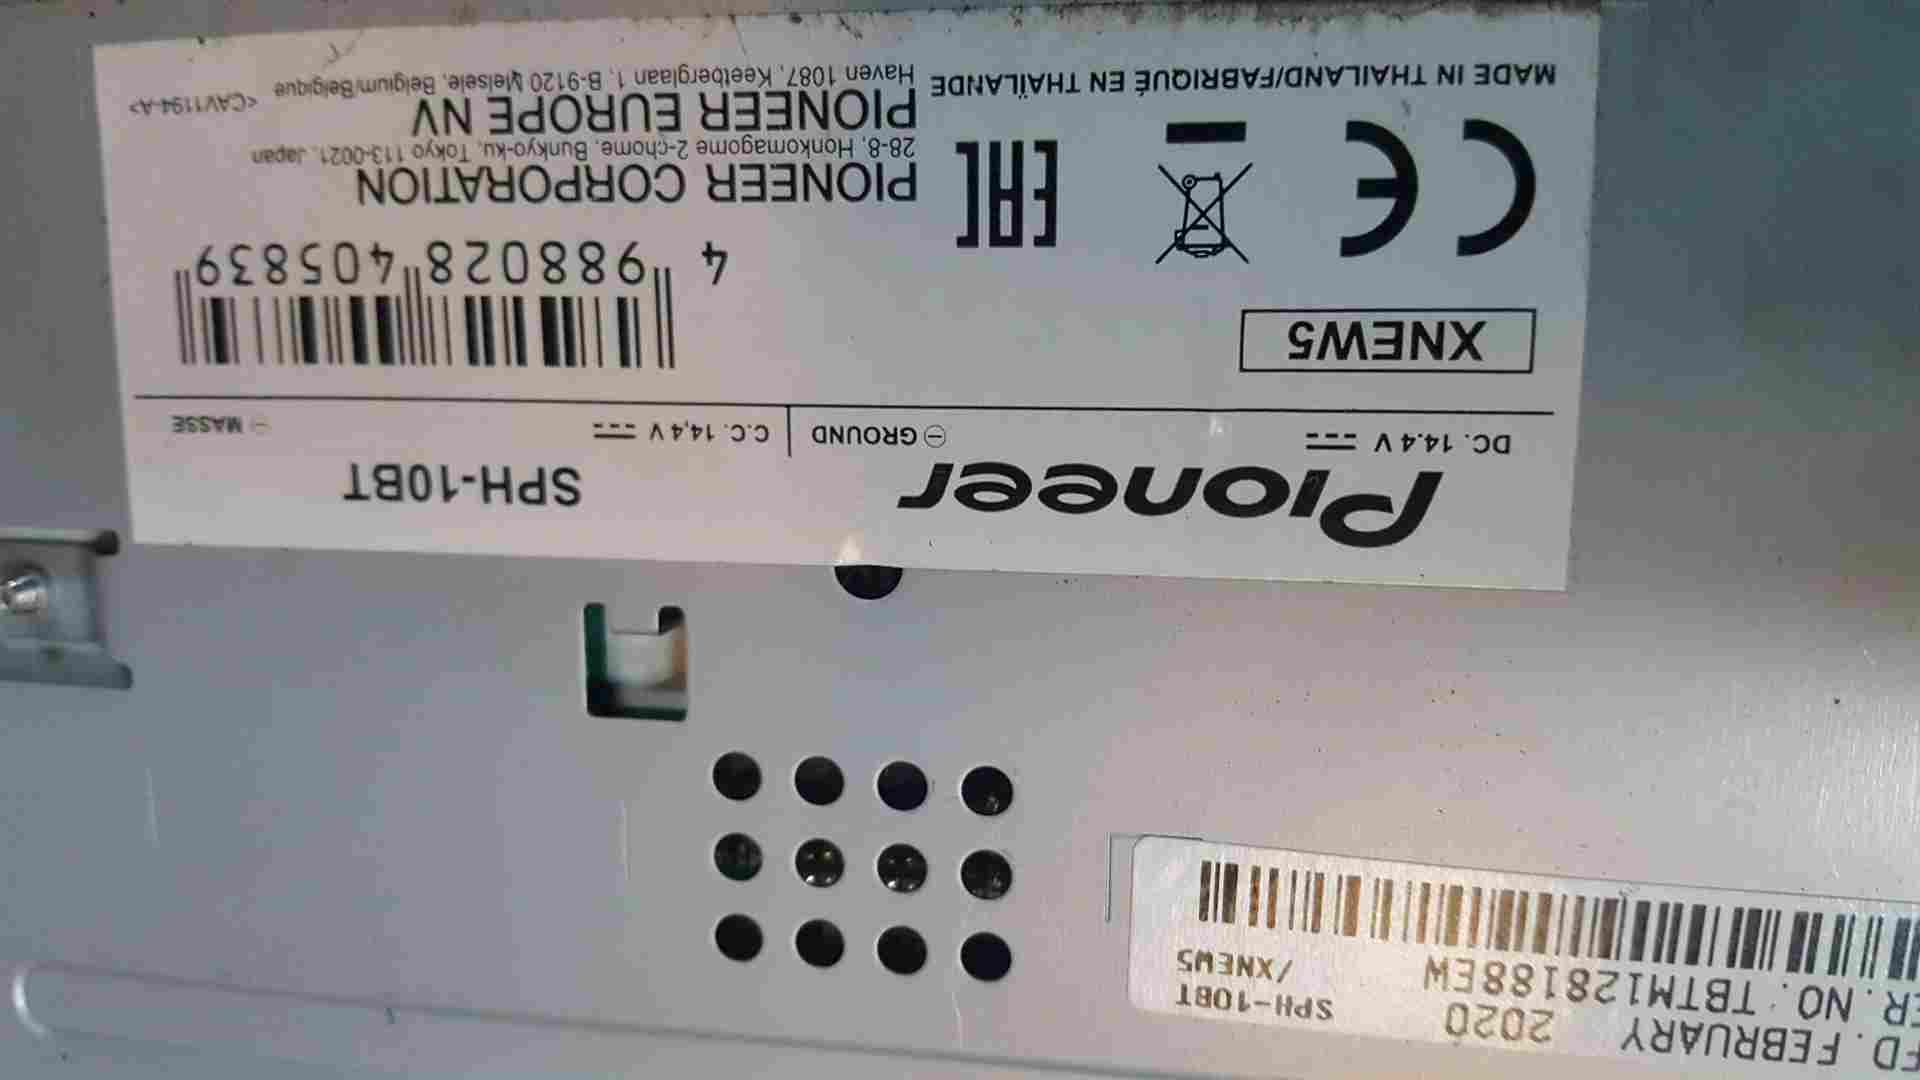 Pioneer SPH-10BT
DC. 14.4 V ⎓ ⊖ GROUND C.C. 14,4 V ⎓ ⊖ MASSE
XNEW5
4 988028 405839
CE
EAC
PIONEER CORPORATION
28-8, Honkomagome 2-chome, Bunkyo-ku, Tokyo 113-0021, Japan
PIONEER EUROPE NV
Haven 1087, Keetberglaan 1, B-9120 Melsele, Belgium/Belgique
MADE IN THAILAND/FABRIQUÉ EN THAÏLANDE <CAV1194-A>
FD. FEBRUARY 2020 SPH-10BT
ER. NO. TBTM128188EW /XNEW5